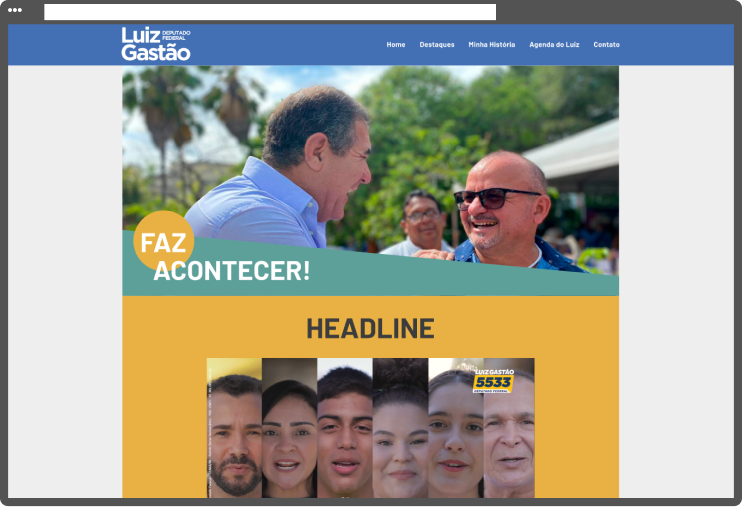 Luiz DEPUTADO
FEDERAL
Gastão
Home Destaques Minha História Agenda do Luiz Contato
FAZ
ACONTECER!
HEADLINE
LUIZ GASTÃO
5533
DEPUTADO FEDERAL